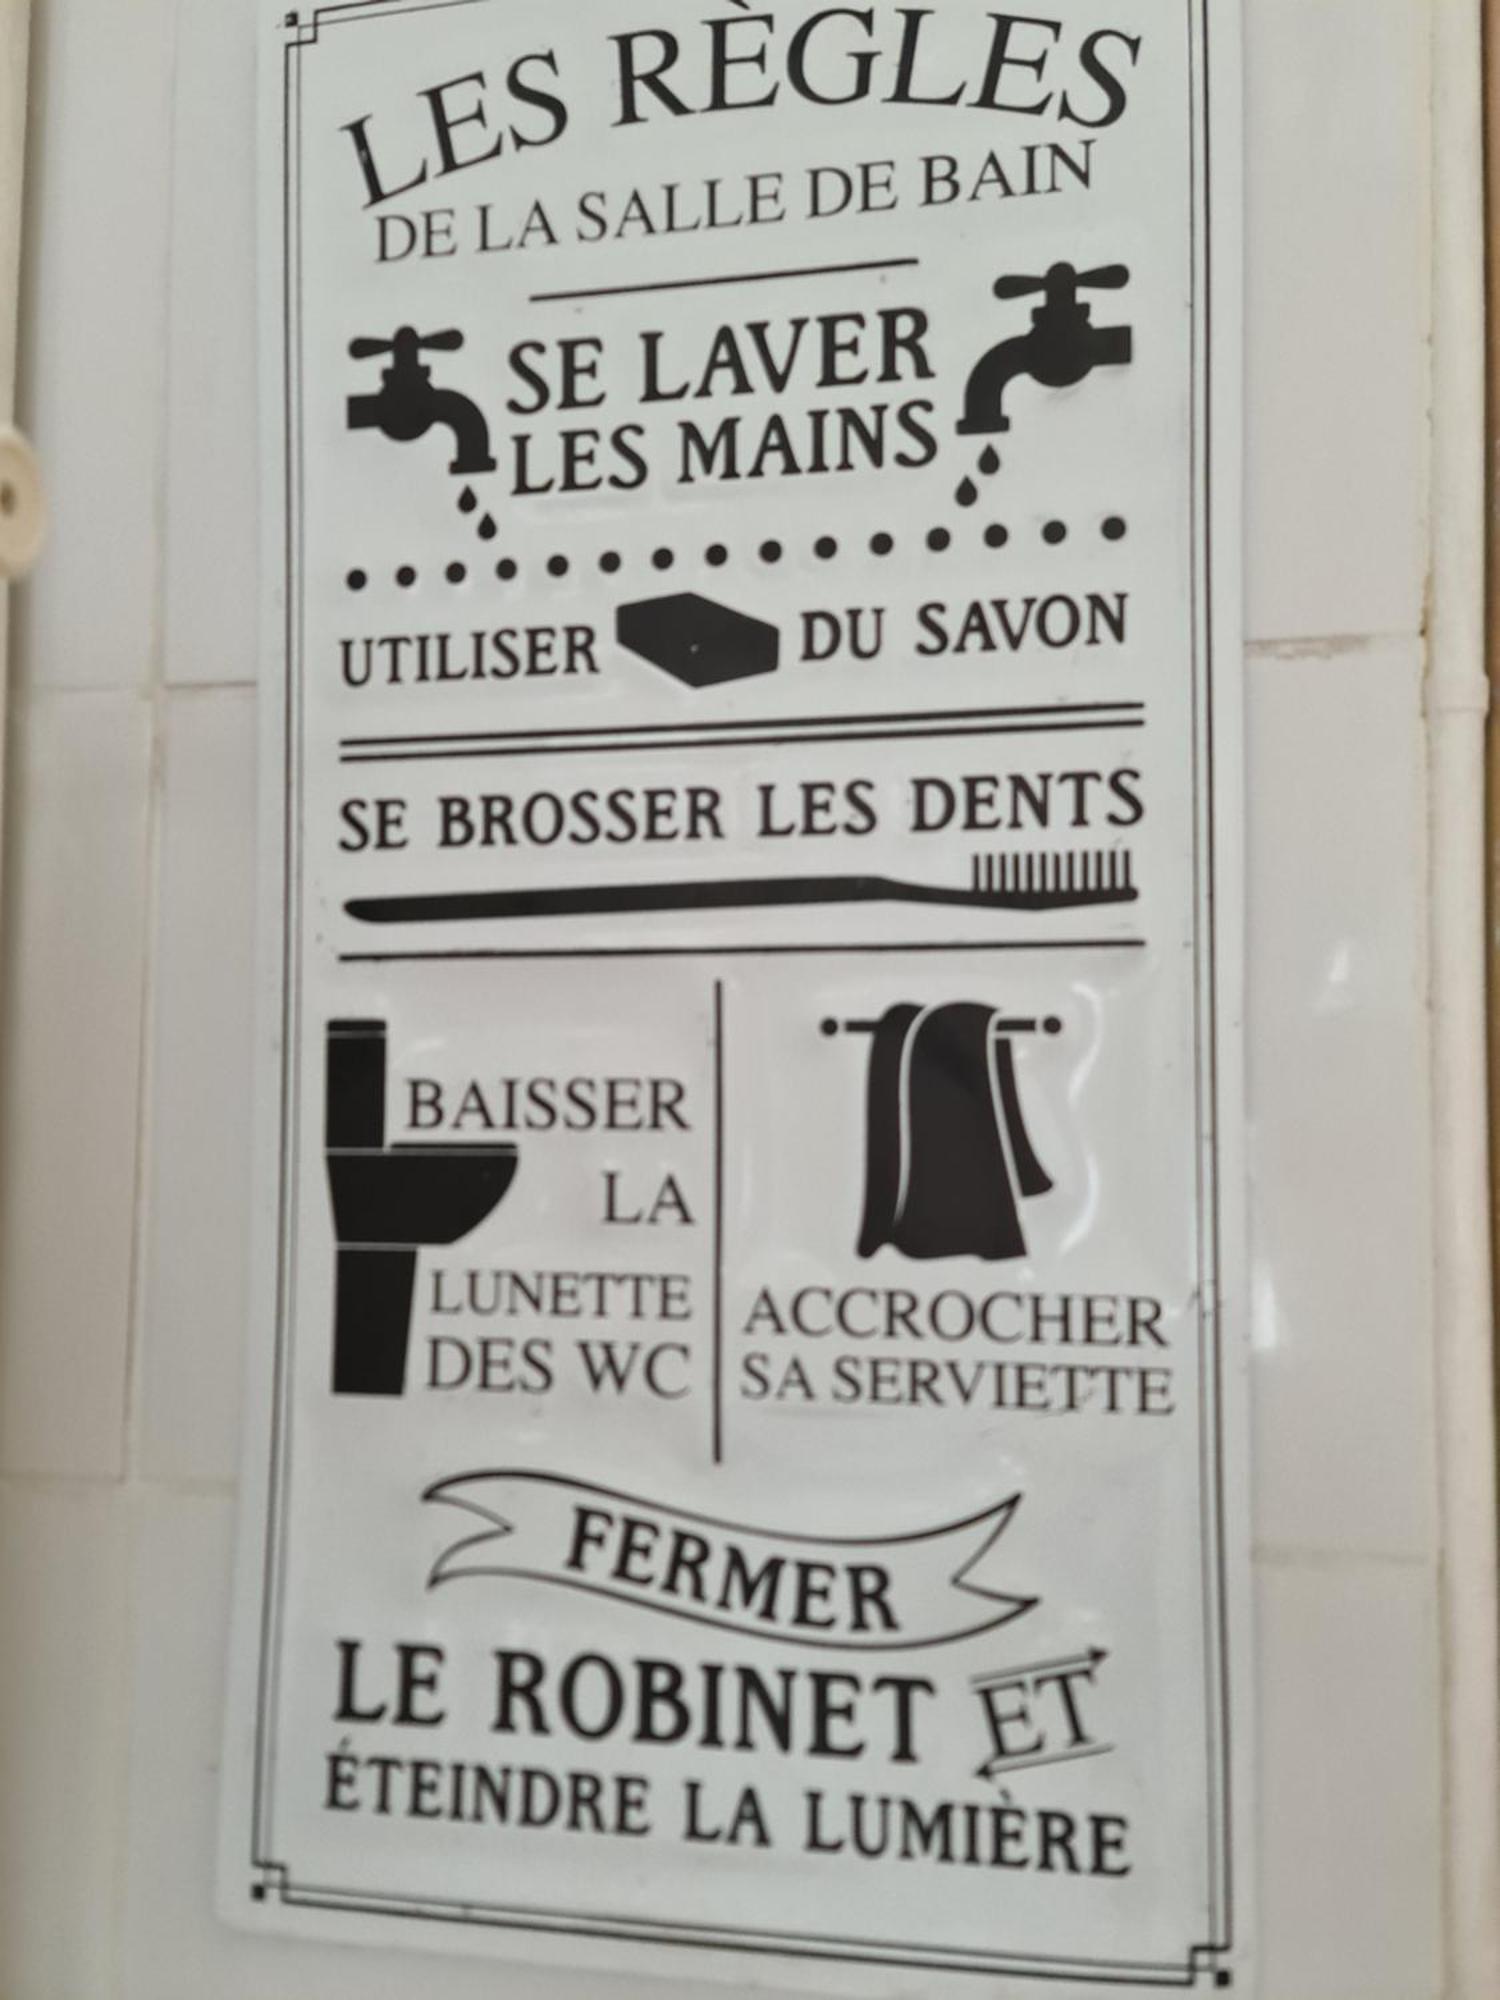 LES RÈGLES
DE LA SALLE DE BAIN
SE LAVER
LES MAINS
UTILISER DU SAVON
SE BROSSER LES DENTS
BAISSER
LA
LUNETTE
DES WC
ACCROCHER
SA SERVIETTE
FERMER
LE ROBINET ET
ÉTEINDRE LA LUMIÈRE